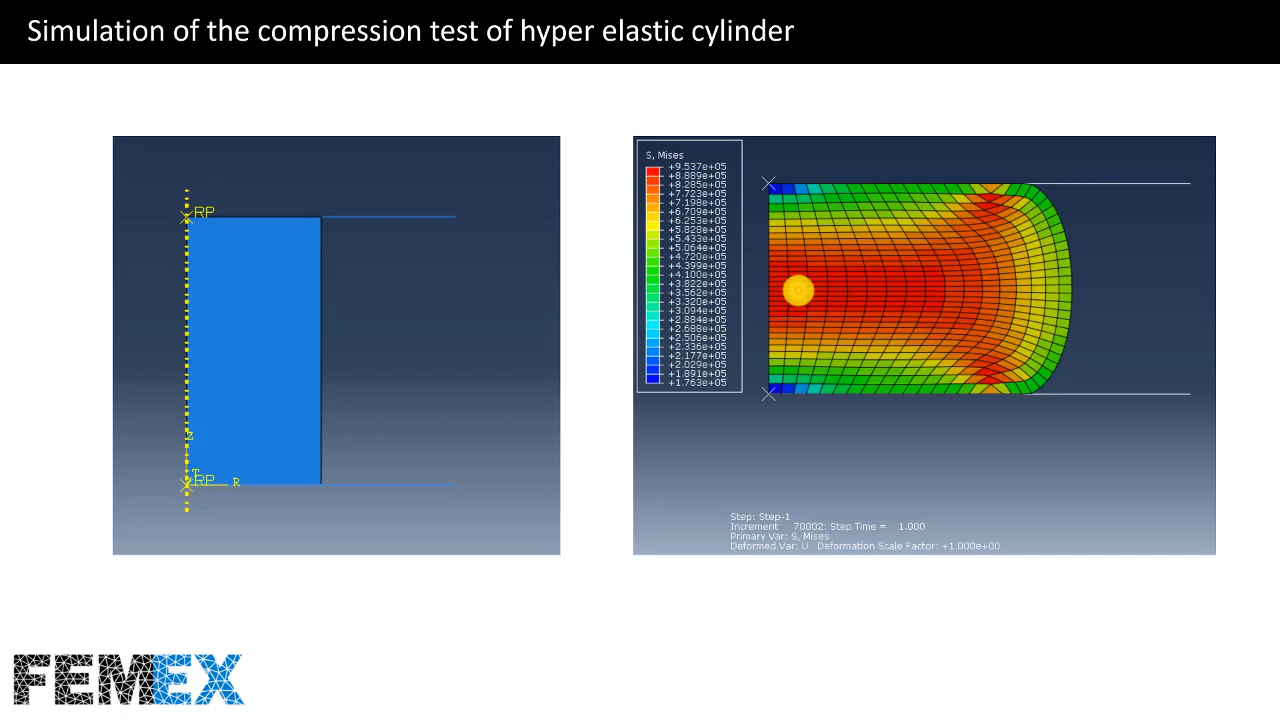 Simulation of the compression test of hyper elastic cylinder
RP
Z
T
RP
R
S, Mises
+9.537e+05
+8.889e+05
+8.285e+05
+7.723e+05
+7.198e+05
+6.709e+05
+6.253e+05
+5.828e+05
+5.433e+05
+5.064e+05
+4.720e+05
+4.399e+05
+4.100e+05
+3.822e+05
+3.562e+05
+3.320e+05
+3.094e+05
+2.884e+05
+2.688e+05
+2.506e+05
+2.336e+05
+2.177e+05
+2.029e+05
+1.891e+05
+1.763e+05
Step: Step-1
Increment 70002: Step Time = 1.000
Primary Var: S, Mises
Deformed Var: U Deformation Scale Factor: +1.000e+00
FEMEX